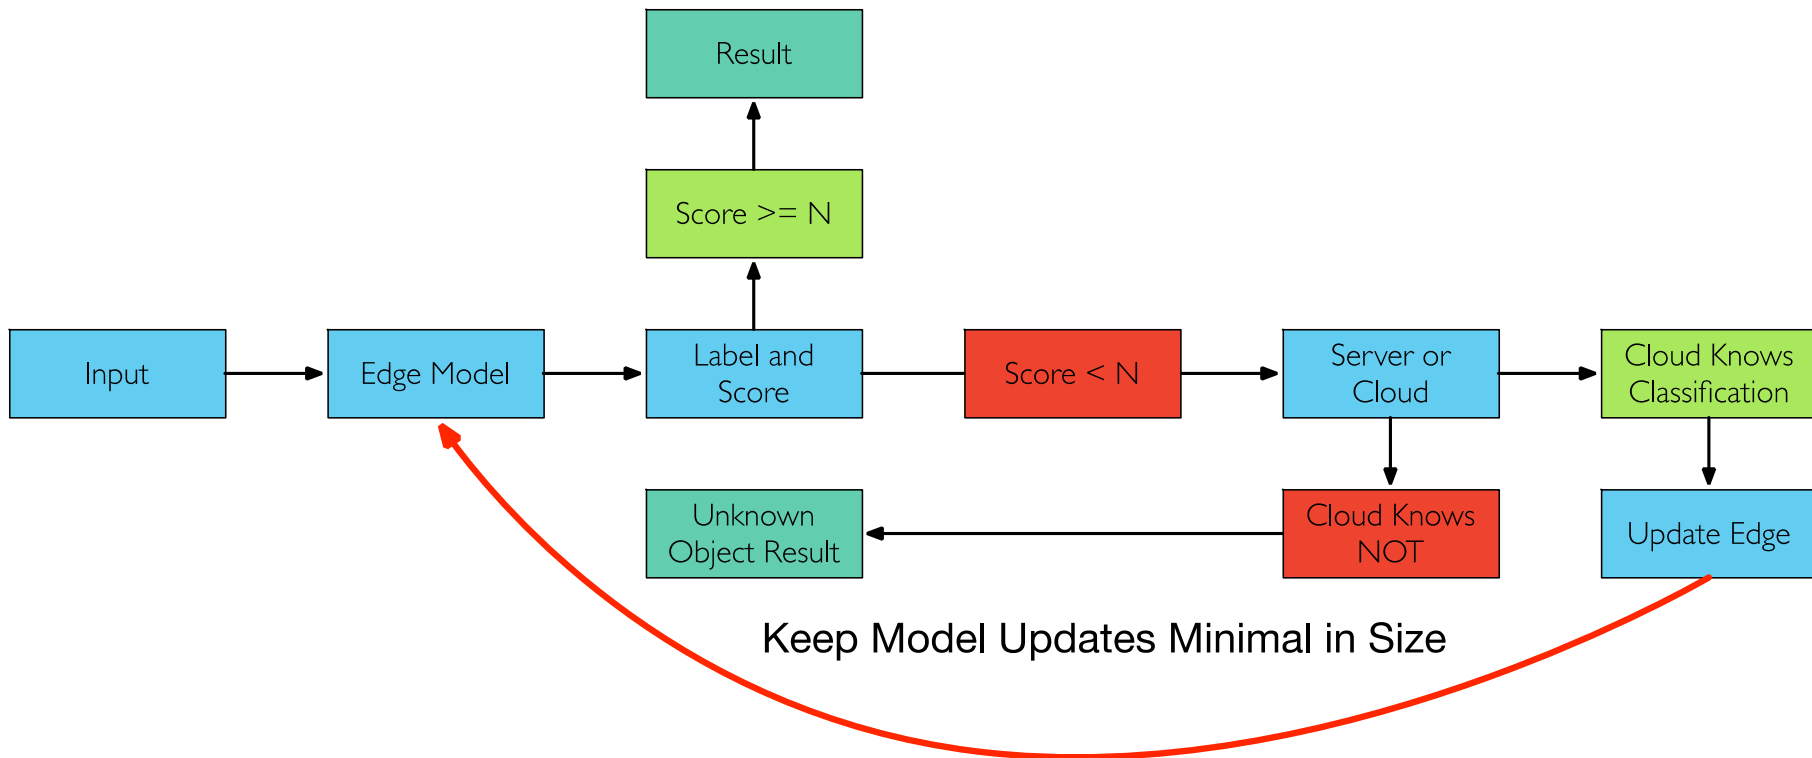 Result
Score >= N
Input
Edge Model
Label and
Score
Score < N
Server or
Cloud
Cloud Knows
Classification
Unknown
Object Result
Cloud Knows
NOT
Update Edge
Keep Model Updates Minimal in Size